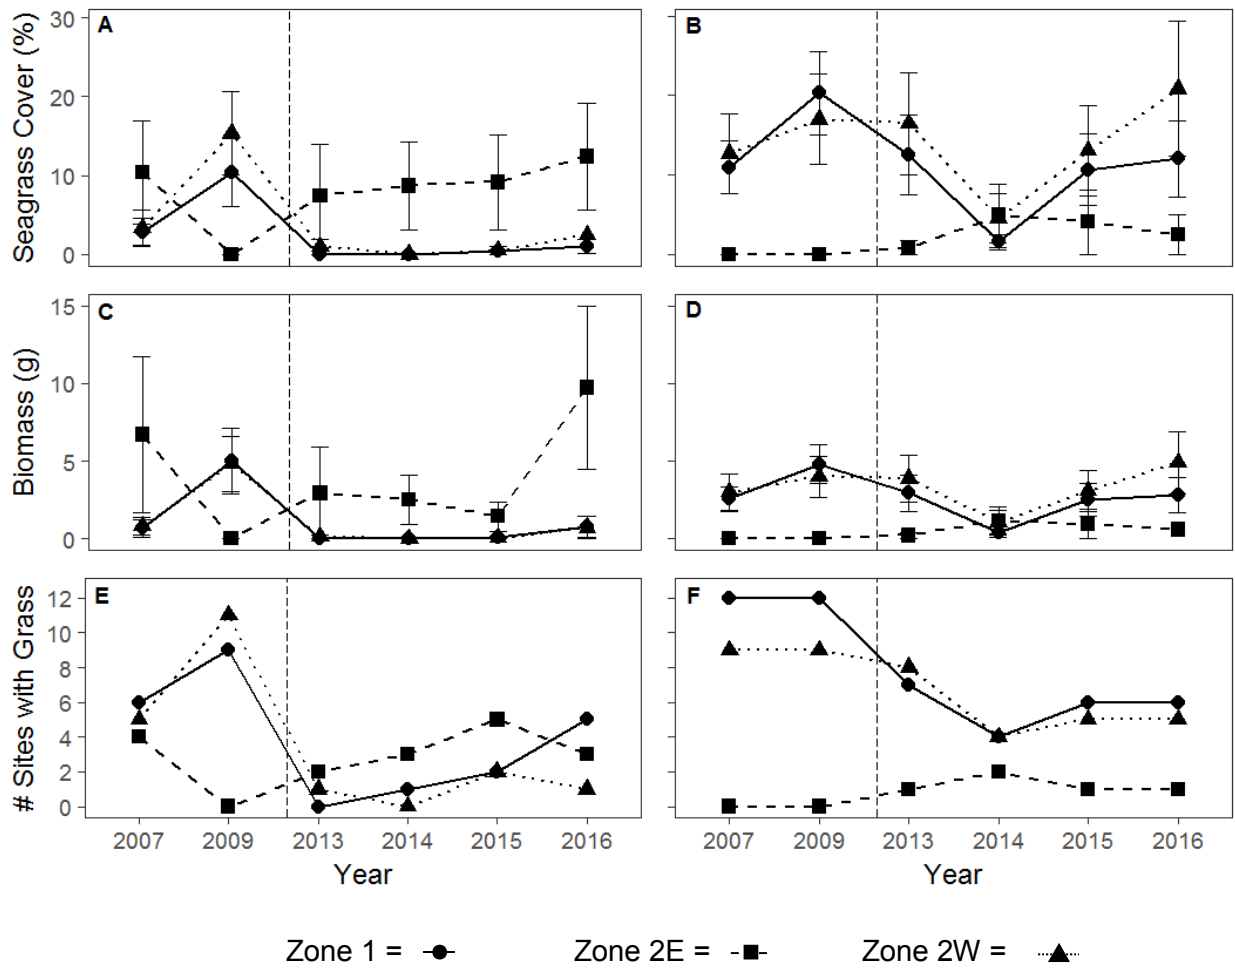 A
B
Seagrass Cover (%)
30
20
10
0
C
D
Biomass (g)
15
10
5
0
E
F
# Sites with Grass
12
10
8
6
4
2
0
2007 2009 2013 2014 2015 2016
2007 2009 2013 2014 2015 2016
Year
Year
Zone 1 =
Zone 2E =
Zone 2W =